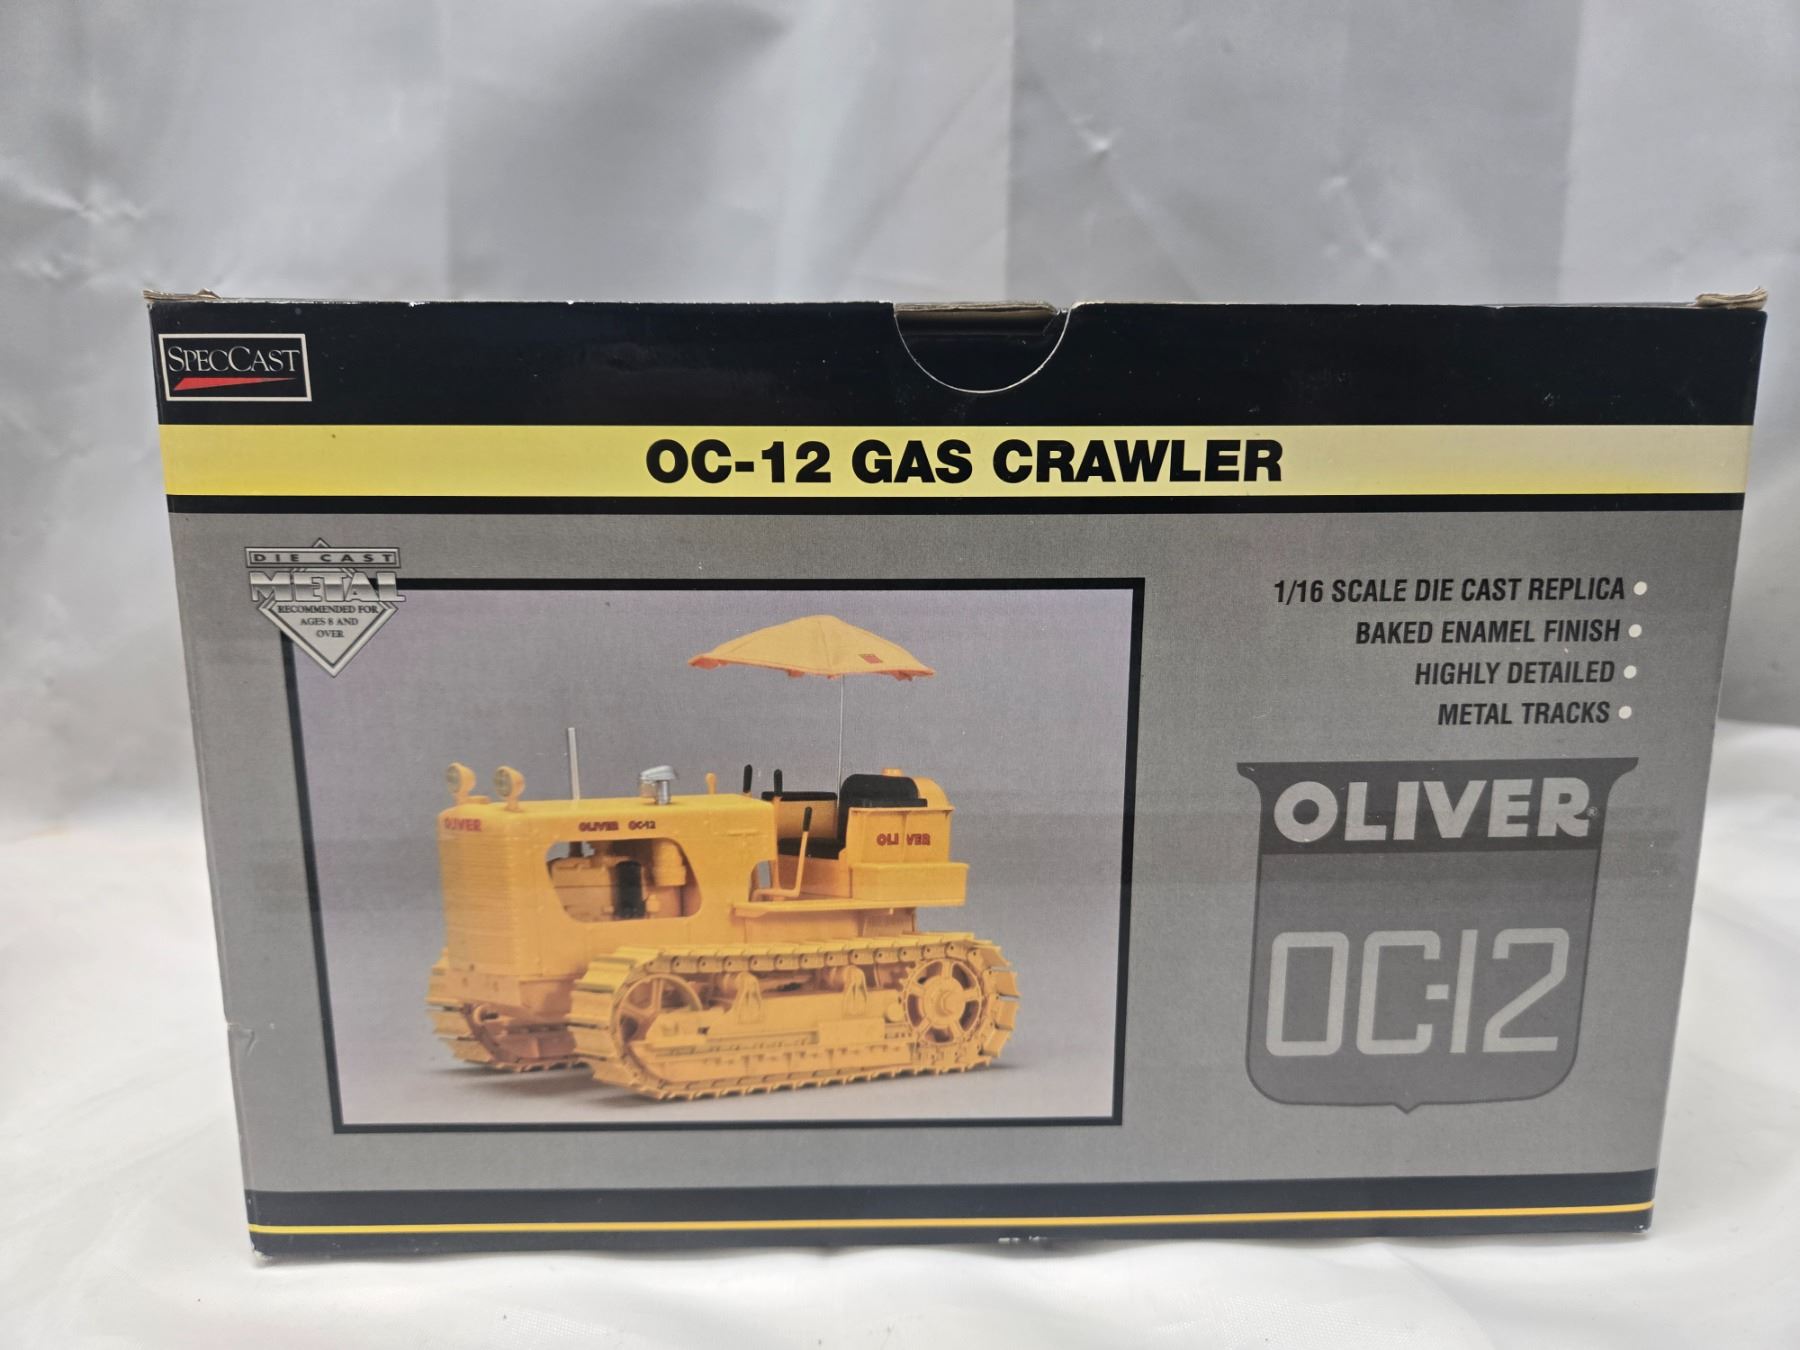 SPECCAST
OC-12 GAS CRAWLER
DIE CAST
METAL
RECOMMENDED FOR
AGES 8 AND
OVER
1/16 SCALE DIE CAST REPLICA
BAKED ENAMEL FINISH
HIGHLY DETAILED
METAL TRACKS
OLIVER
OLIVER OC-12
OLIVER
OLIVER®
OC-12